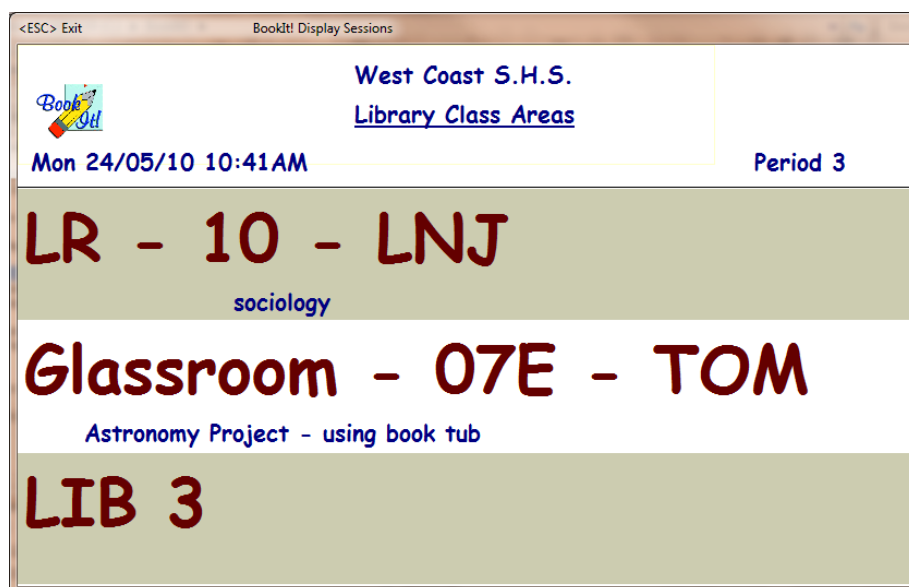 <ESC> Exit BookIt! Display Sessions
West Coast S.H.S.
Book It!
Library Class Areas
Mon 24/05/10 10:41AM Period 3
LR - 10 - LNJ
sociology
Glassroom - 07E - TOM
Astronomy Project - using book tub
LIB 3